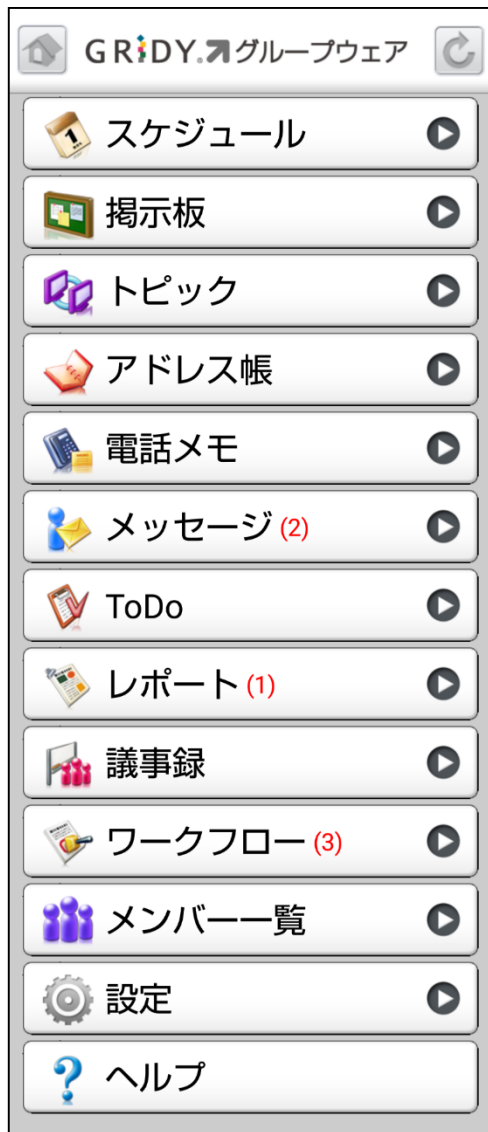 GRiDY.グループウェア
スケジュール
掲示板
トピック
アドレス帳
電話メモ
メッセージ (2)
ToDo
レポート (1)
議事録
ワークフロー (3)
メンバー一覧
設定
ヘルプ